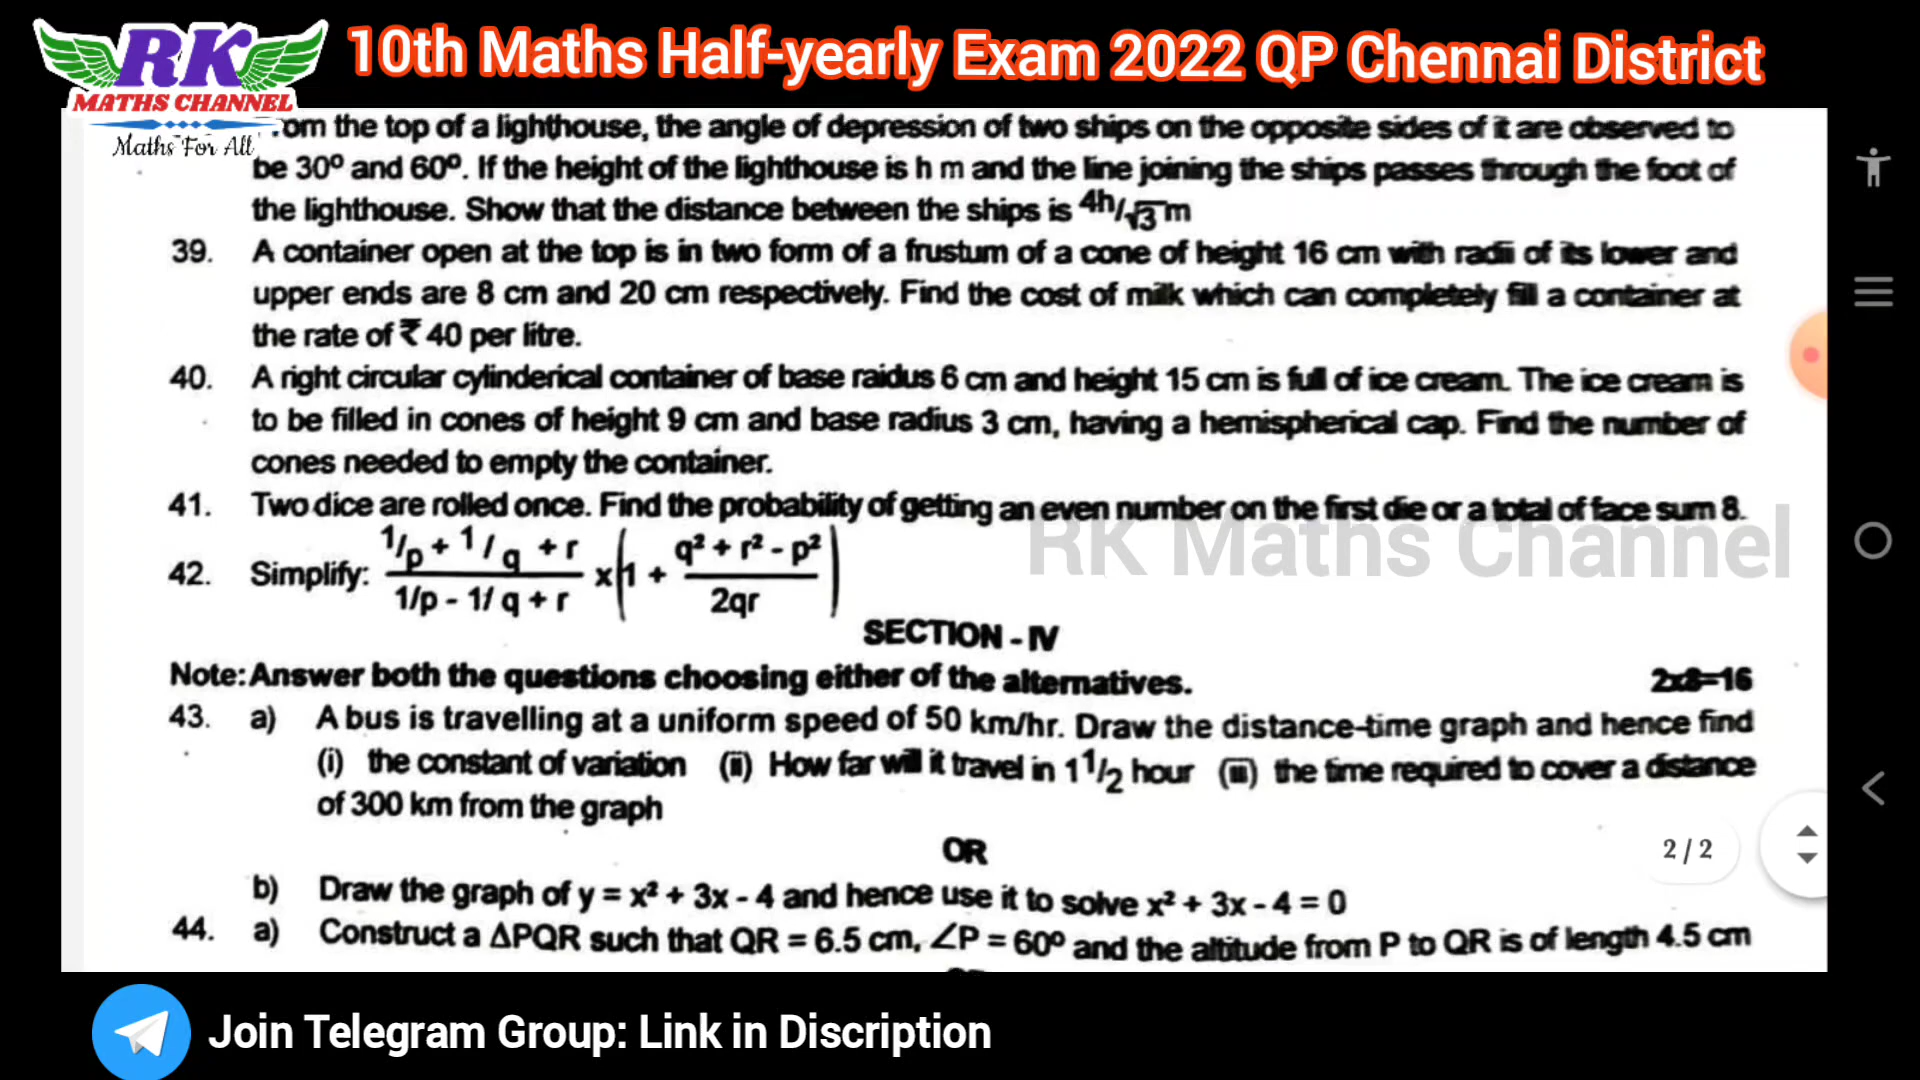 RK
MATHS CHANNEL
Maths For All
10th Maths Half-yearly Exam 2022 QP Chennai District
om the top of a lighthouse, the angle of depression of two ships on the opposite sides of it are observed to
be 30⁰ and 60⁰. If the height of the lighthouse is h m and the line joining the ships passes through the foot of
the lighthouse. Show that the distance between the ships is 4h/√3 m
39. A container open at the top is in two form of a frustum of a cone of height 16 cm with radii of its lower and
upper ends are 8 cm and 20 cm respectively. Find the cost of milk which can completely fill a container at
the rate of ₹ 40 per litre.
40. A right circular cylinderical container of base raidus 6 cm and height 15 cm is full of ice cream. The ice cream is
to be filled in cones of height 9 cm and base radius 3 cm, having a hemispherical cap. Find the number of
cones needed to empty the container.
41. Two dice are rolled once. Find the probability of getting an even number on the first die or a total of face sum 8.
RK Maths Channel
1/p + 1/q + r q² + r² - p²
42. Simplify: x (1 + )
1/p - 1/q + r 2qr
SECTION - IV
Note: Answer both the questions choosing either of the alternatives. 2x8=16
43. a) A bus is travelling at a uniform speed of 50 km/hr. Draw the distance-time graph and hence find
(i) the constant of variation (ii) How far will it travel in 1 1/2 hour (iii) the time required to cover a distance
of 300 km from the graph
OR
2 / 2
b) Draw the graph of y = x² + 3x - 4 and hence use it to solve x² + 3x - 4 = 0
44. a) Construct a ΔPQR such that QR = 6.5 cm, ∠P = 60⁰ and the altitude from P to QR is of length 4.5 cm
Join Telegram Group: Link in Discription